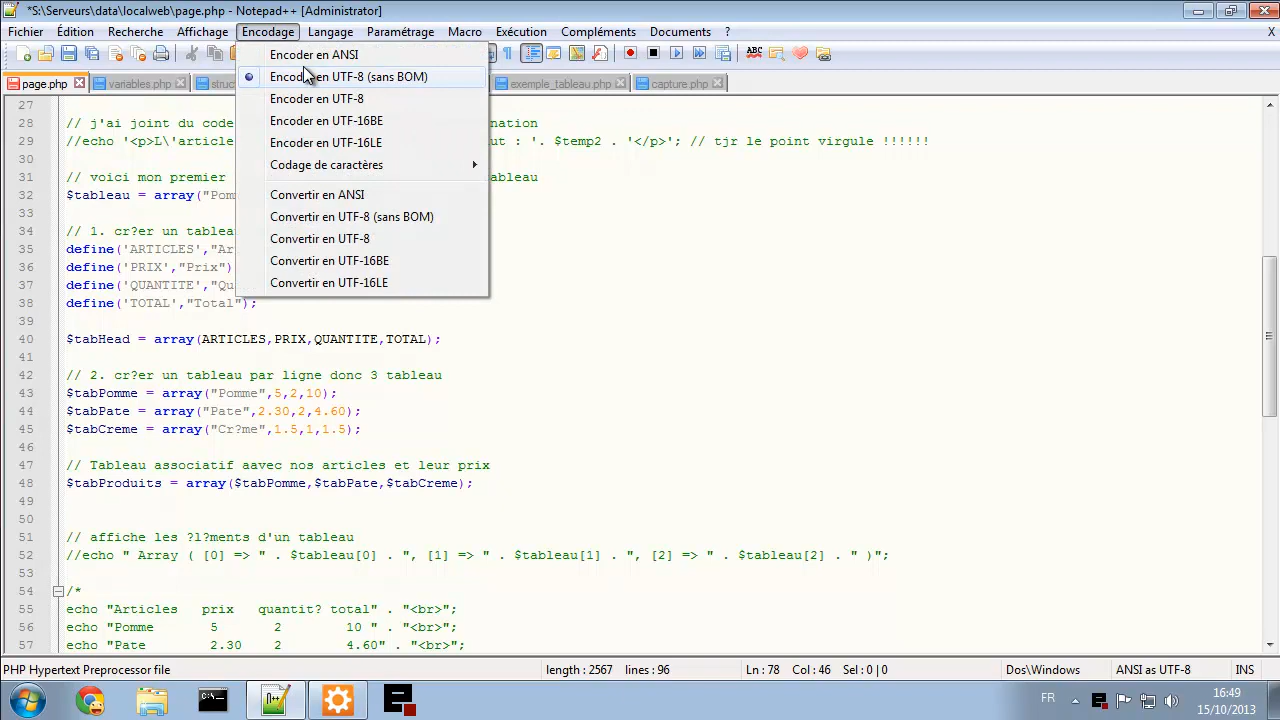 *S:\Serveurs\data\localweb\page.php - Notepad++ [Administrator]
Fichier Édition Recherche Affichage Encodage Langage Paramétrage Macro Exécution Compléments Documents ? X
page.php variables.php struc exemple_tableau.php capture.php
Encoder en ANSI
Encoder en UTF-8 (sans BOM)
Encoder en UTF-8
Encoder en UTF-16BE
Encoder en UTF-16LE
Codage de caractères
Convertir en ANSI
Convertir en UTF-8 (sans BOM)
Convertir en UTF-8
Convertir en UTF-16BE
Convertir en UTF-16LE
27
28 // j'ai joint du code nation
29 //echo '<p>L\'article ut : '. $temp2 . '</p>'; // tjr le point virgule !!!!!!
30
31 // voici mon premier ableau
32 $tableau = array("Pom
33
34 // 1. cr?er un tablea
35 define('ARTICLES',"Ar
36 define('PRIX',"Prix")
37 define('QUANTITE',"Qu
38 define('TOTAL',"Total");
39
40 $tabHead = array(ARTICLES,PRIX,QUANTITE,TOTAL);
41
42 // 2. cr?er un tableau par ligne donc 3 tableau
43 $tabPomme = array("Pomme",5,2,10);
44 $tabPate = array("Pate",2.30,2,4.60);
45 $tabCreme = array("Cr?me",1.5,1,1.5);
46
47 // Tableau associatif aavec nos articles et leur prix
48 $tabProduits = array($tabPomme,$tabPate,$tabCreme);
49
50
51 // affiche les ?l?ments d'un tableau
52 //echo " Array ( [0] => " . $tableau[0] . ", [1] => " . $tableau[1] . ", [2] => " . $tableau[2] . " )";
53
54 /*
55 echo "Articles prix quantit? total" . "<br>";
56 echo "Pomme 5 2 10 " . "<br>";
57 echo "Pate 2.30 2 4.60" . "<br>";
PHP Hypertext Preprocessor file length : 2567 lines : 96 Ln : 78 Col : 46 Sel : 0 | 0 Dos\Windows ANSI as UTF-8 INS
FR 16:49
15/10/2013